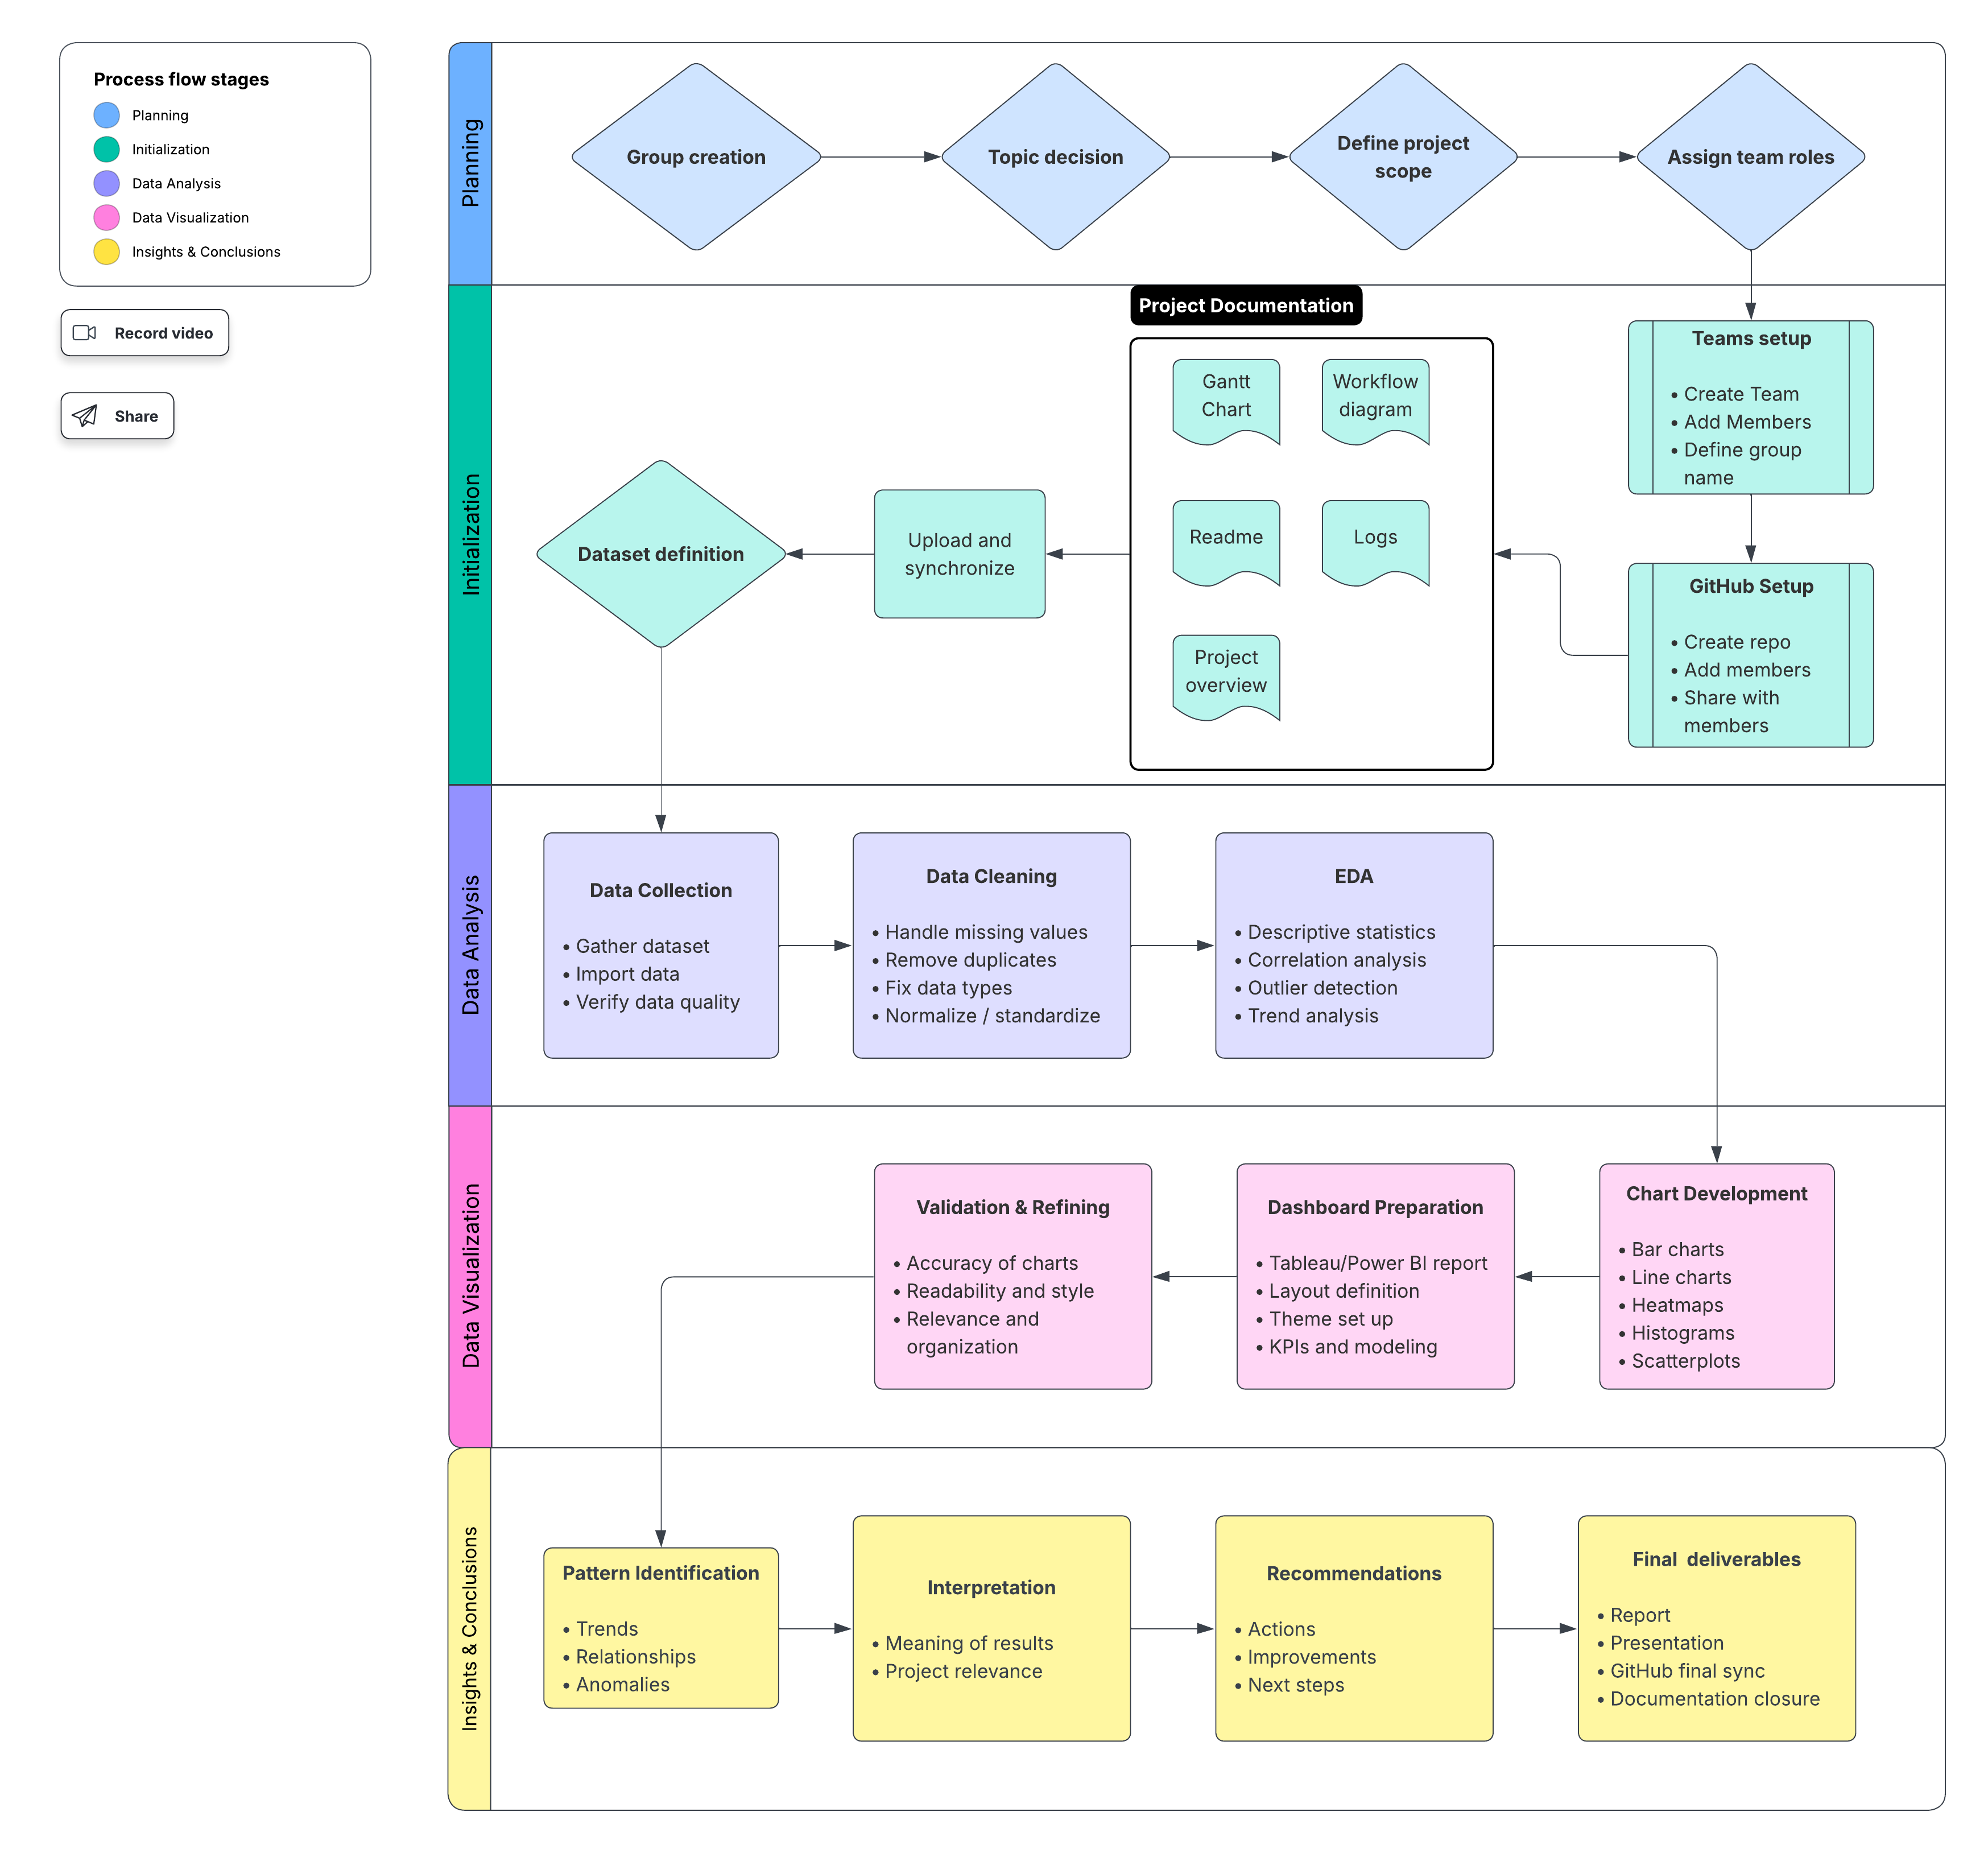 Process flow stages
Planning
Initialization
Data Analysis
Data Visualization
Insights & Conclusions
Record video
Share
Planning
Group creation
Topic decision
Define project
scope
Assign team roles
Initialization
Project Documentation
Gantt
Chart
Workflow
diagram
Readme
Logs
Project
overview
Teams setup
• Create Team
• Add Members
• Define group
name
GitHub Setup
• Create repo
• Add members
• Share with
members
Upload and
synchronize
Dataset definition
Data Analysis
Data Collection
• Gather dataset
• Import data
• Verify data quality
Data Cleaning
• Handle missing values
• Remove duplicates
• Fix data types
• Normalize / standardize
EDA
• Descriptive statistics
• Correlation analysis
• Outlier detection
• Trend analysis
Data Visualization
Validation & Refining
• Accuracy of charts
• Readability and style
• Relevance and
organization
Dashboard Preparation
• Tableau/Power BI report
• Layout definition
• Theme set up
• KPIs and modeling
Chart Development
• Bar charts
• Line charts
• Heatmaps
• Histograms
• Scatterplots
Insights & Conclusions
Pattern Identification
• Trends
• Relationships
• Anomalies
Interpretation
• Meaning of results
• Project relevance
Recommendations
• Actions
• Improvements
• Next steps
Final  deliverables
• Report
• Presentation
• GitHub final sync
• Documentation closure